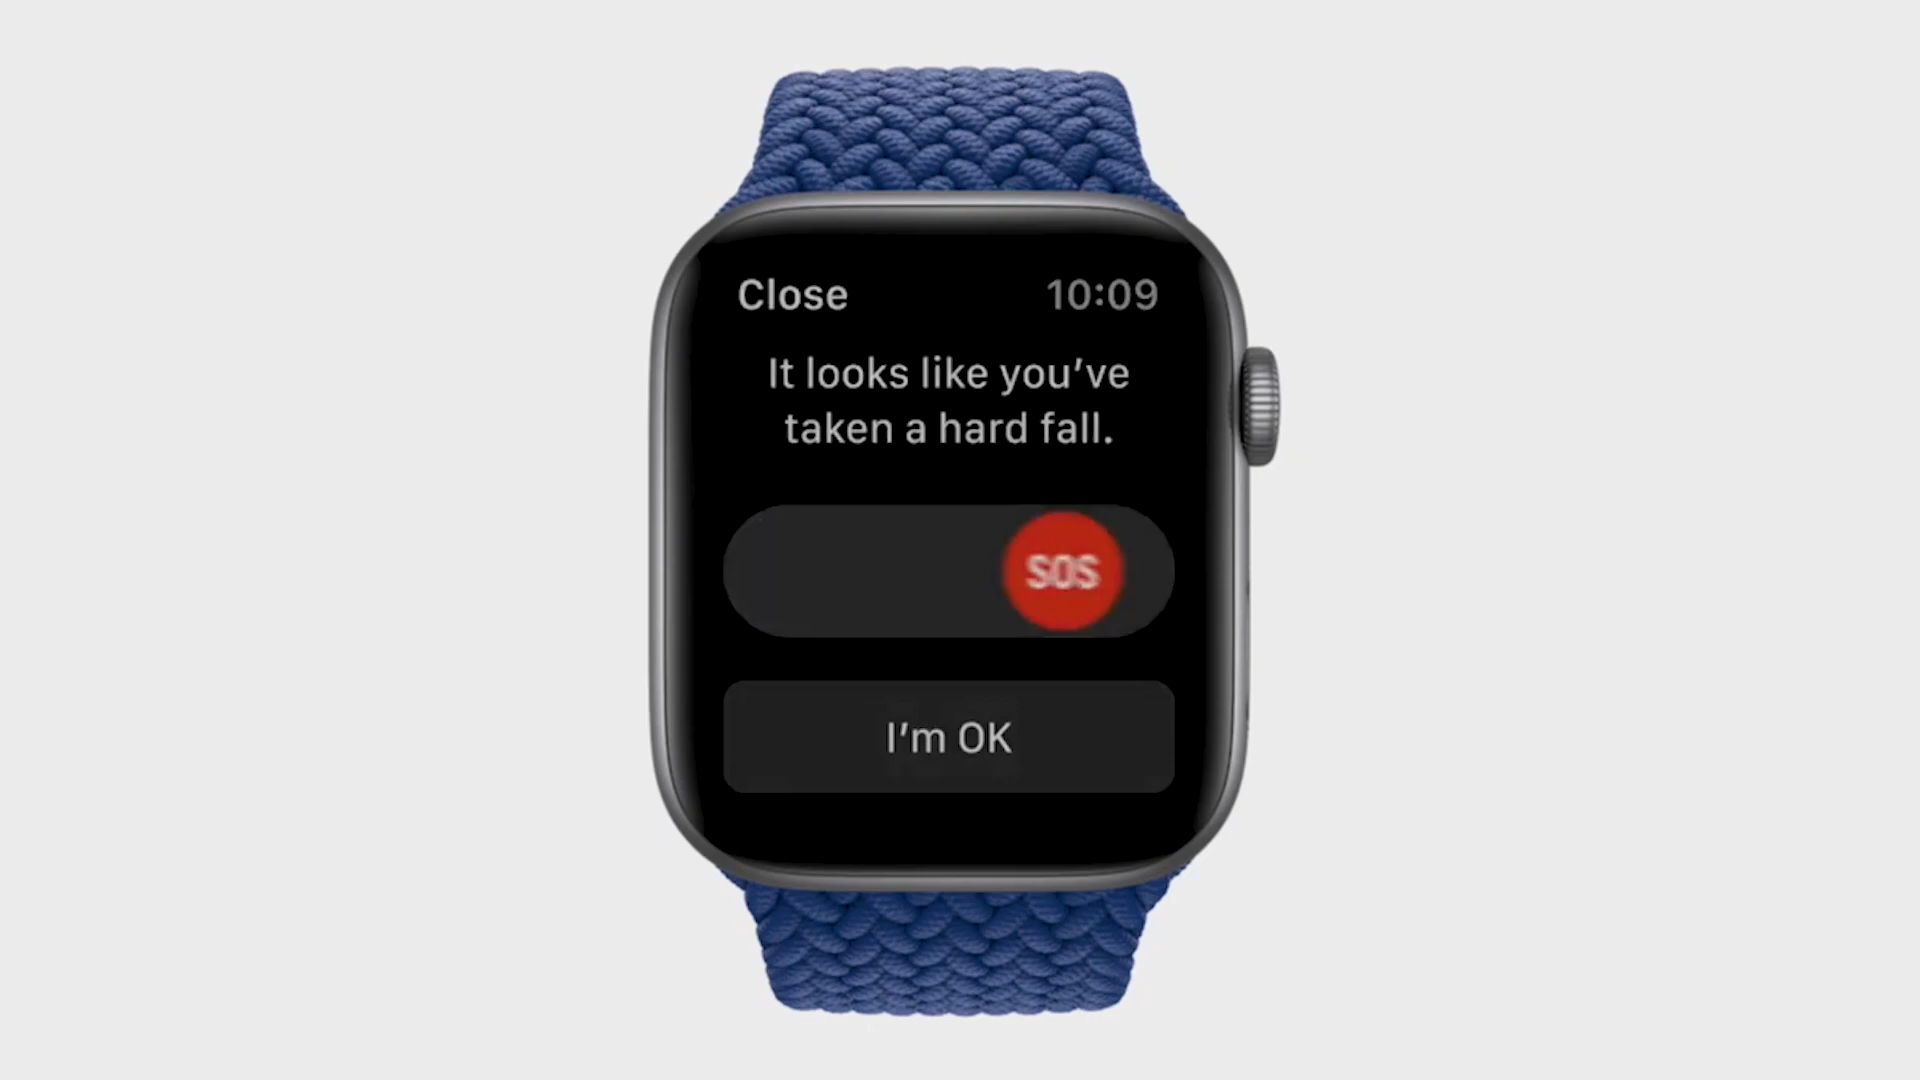 Close
10:09
It looks like you’ve
taken a hard fall.
SOS
I’m OK